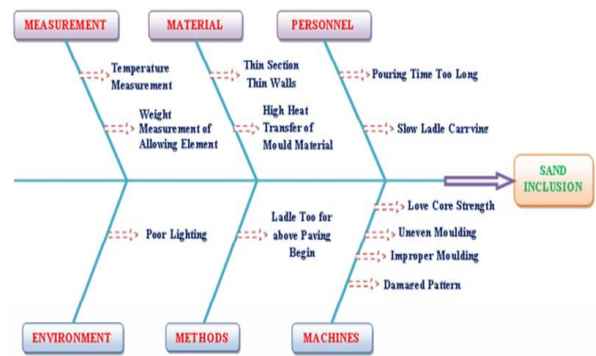 MEASUREMENT
MATERIAL
PERSONNEL
Temperature
Measurement
Thin Section
Thin Walls
Pouring Time Too Long
Weight
Measurement of
Allowing Element
High Heat
Transfer of
Mould Material
Slow Ladle Carrving
SAND
INCLUSION
Poor Lighting
Ladle Too for
above Paving
Begin
Love Core Strength
Uneven Moulding
Improper Moulding
Damaged Pattern
ENVIRONMENT
METHODS
MACHINES